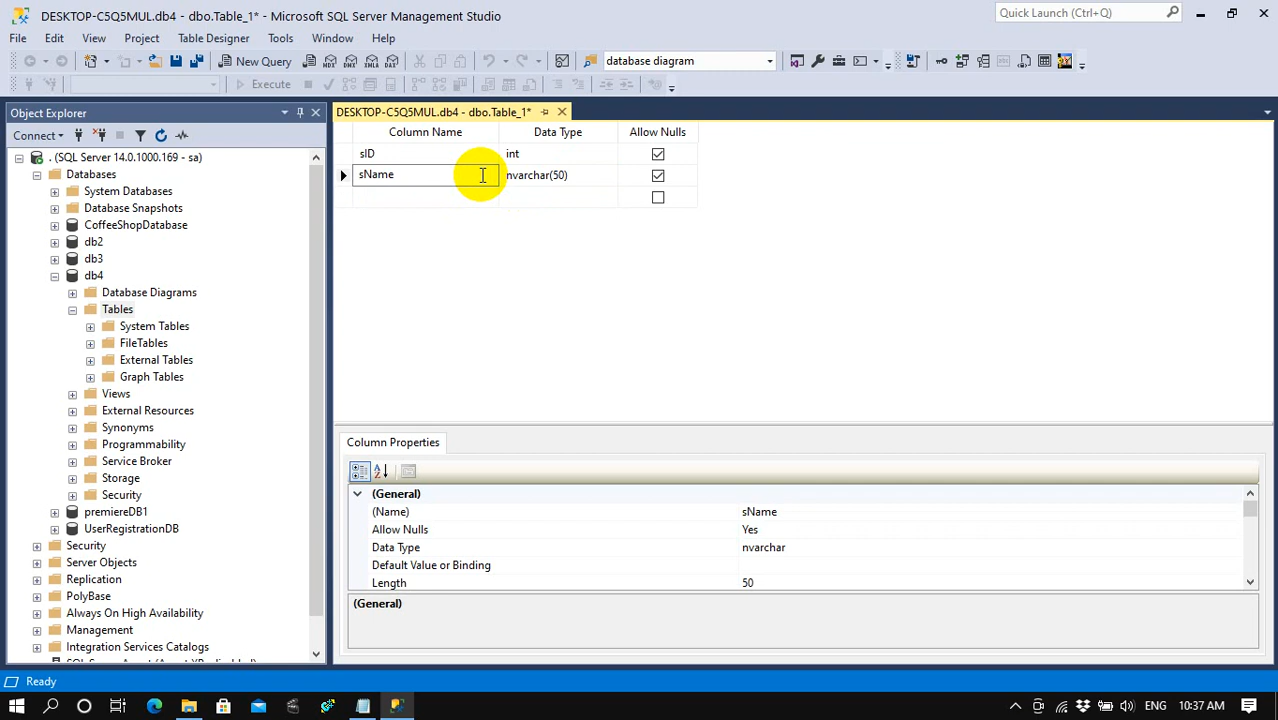 DESKTOP-C5Q5MUL.db4 - dbo.Table_1* - Microsoft SQL Server Management Studio
Quick Launch (Ctrl+Q)
File Edit View Project Table Designer Tools Window Help
New Query
MDX DMX XMLA DAX
database diagram
Execute
Object Explorer
Connect
. (SQL Server 14.0.1000.169 - sa)
Databases
System Databases
Database Snapshots
CoffeeShopDatabase
db2
db3
db4
Database Diagrams
Tables
System Tables
FileTables
External Tables
Graph Tables
Views
External Resources
Synonyms
Programmability
Service Broker
Storage
Security
premiereDB1
UserRegistrationDB
Security
Server Objects
Replication
PolyBase
Always On High Availability
Management
Integration Services Catalogs
DESKTOP-C5Q5MUL.db4 - dbo.Table_1*
Column Name Data Type Allow Nulls
sID int
sName nvarchar(50)
Column Properties
(General)
(Name) sName
Allow Nulls Yes
Data Type nvarchar
Default Value or Binding
Length 50
(General)
Ready
ENG 10:37 AM